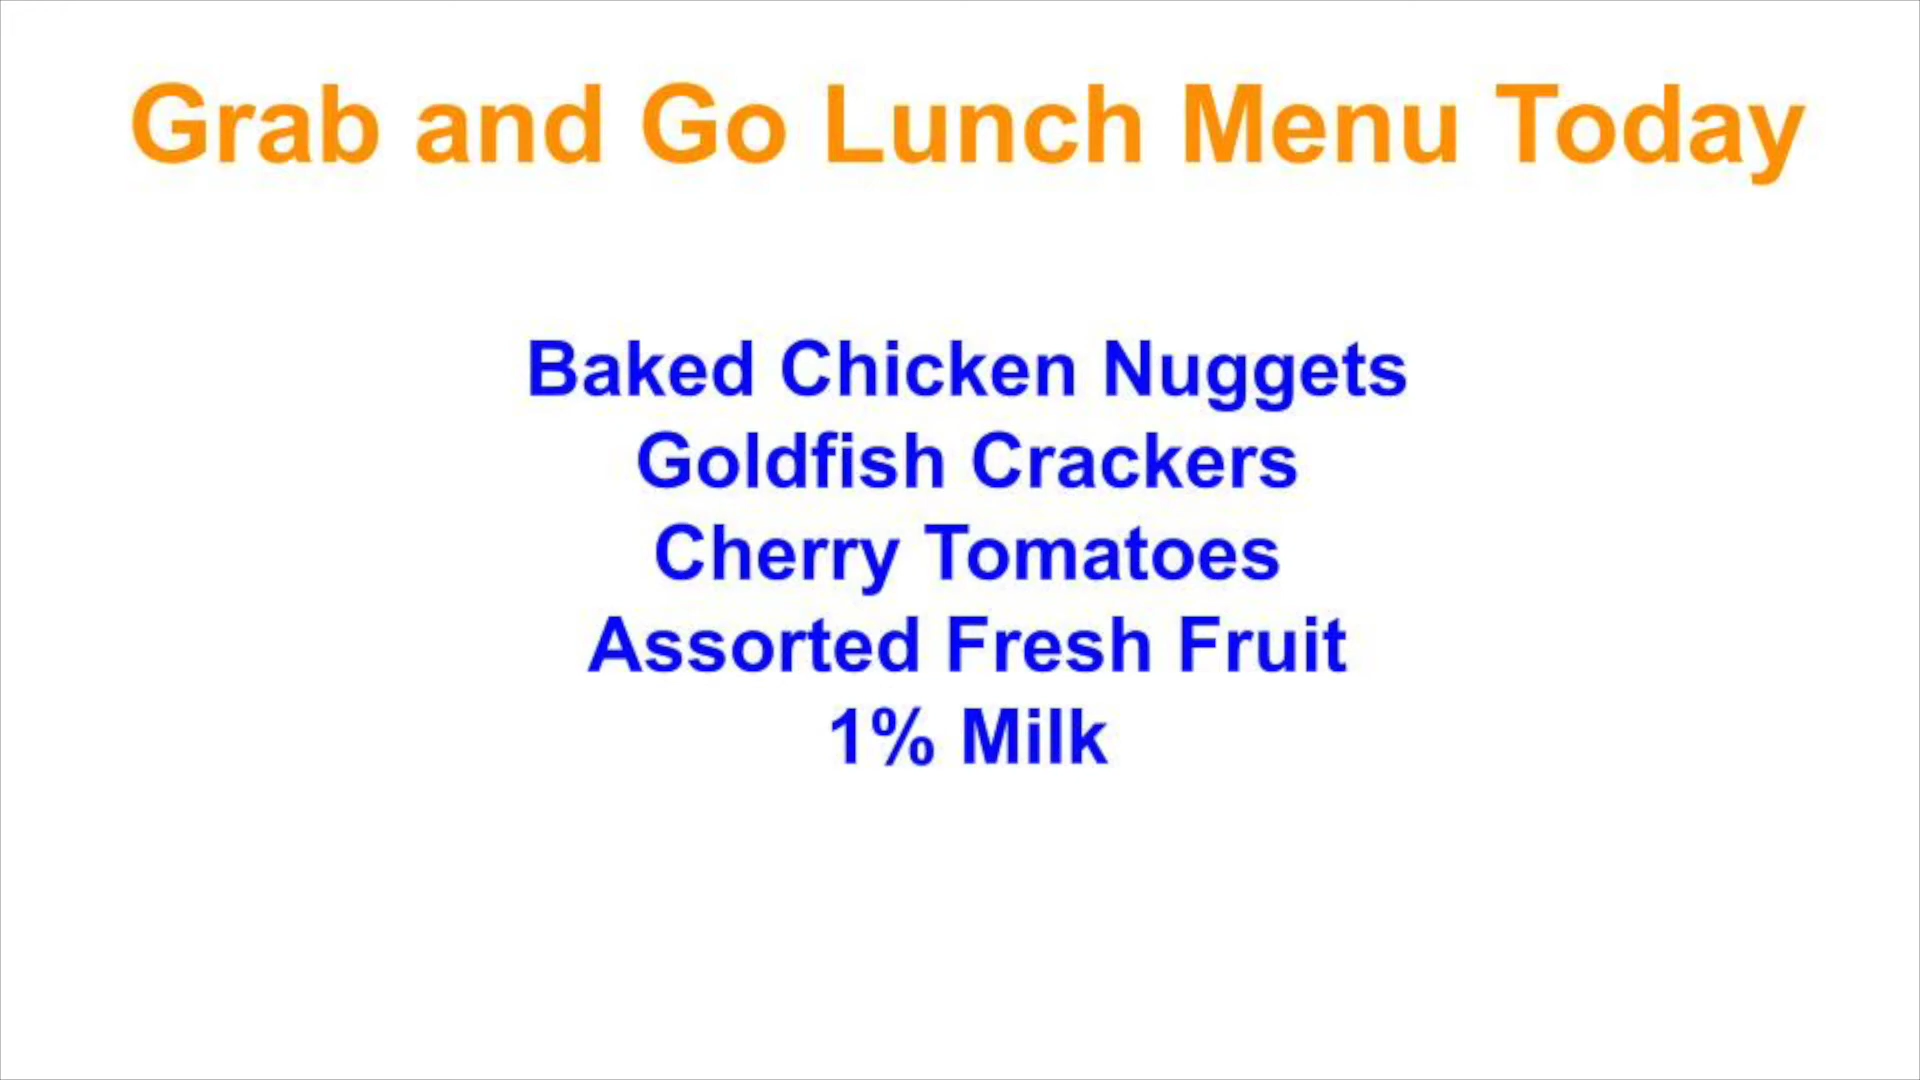 Grab and Go Lunch Menu Today
Baked Chicken Nuggets
Goldfish Crackers
Cherry Tomatoes
Assorted Fresh Fruit
1% Milk